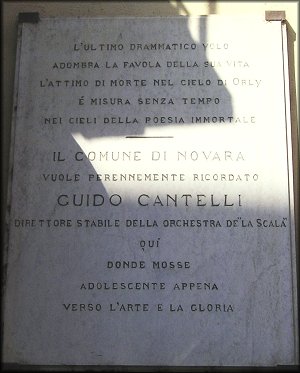 L'ULTIMO DRAMMATICO VOLO
ADOMBRA LA FAVOLA DELLA SUA VITA
L'ATTIMO DI MORTE NEL CIELO DI ORLY
É MISURA SENZA TEMPO
NEI CIELI DELLA POESIA IMMORTALE
IL COMUNE DI NOVARA
VUOLE PERENNEMENTE RICORDATO
GUIDO CANTELLI
DIRETTORE STABILE DELLA ORCHESTRA DE "LA SCALA"
QUÍ
DONDE MOSSE
ADOLESCENTE APPENA
VERSO L'ARTE E LA GLORIA